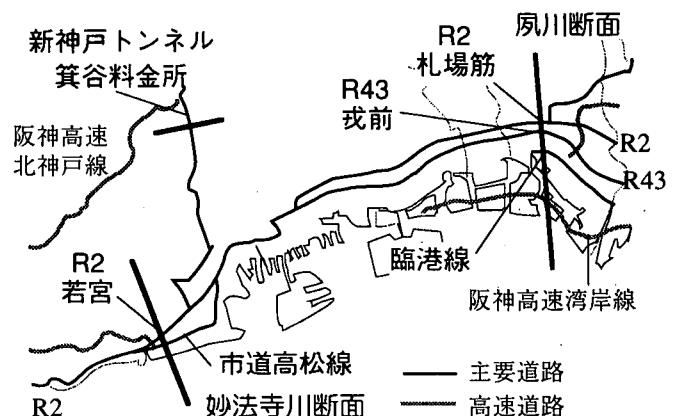 夙川断面
新神戸トンネル
箕谷料金所
R2
札場筋
R43
戎前
阪神高速
北神戸線
R2
R43
臨港線
阪神高速湾岸線
R2
若宮
市道高松線
R2
妙法寺川断面
主要道路
高速道路